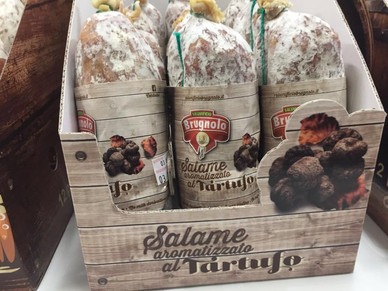 Brugnolo
Salame
aromatizzato
al Tartufo
Salame
aromatizzato
al Tartufo